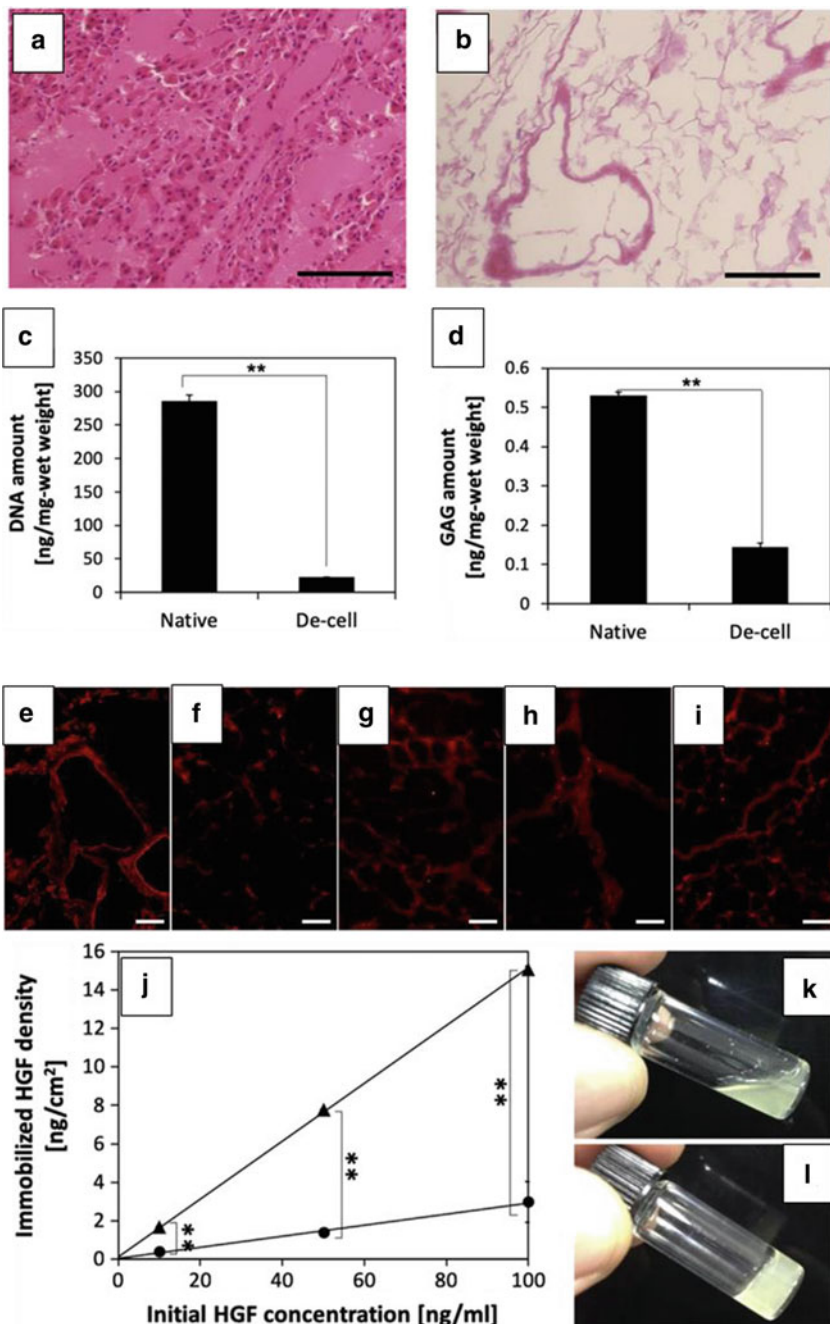 a
b
c
350
300
250
200
150
100
50
0
DNA amount
[ng/mg-wet weight]
**
Native
De-cell
d
0.6
0.5
0.4
0.3
0.2
0.1
0
GAG amount
[ng/mg-wet weight]
**
Native
De-cell
e
f
g
h
i
j
16
14
12
10
8
6
4
2
0
Immobilized HGF density
[ng/cm²]
**
**
**
0
20
40
60
80
100
Initial HGF concentration [ng/ml]
k
l